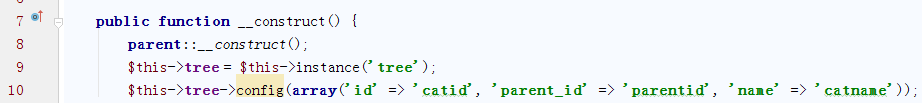 7 public function __construct() {
8 parent::__construct();
9 $this->tree = $this->instance('tree');
10 $this->tree->config(array('id' => 'catid', 'parent_id' => 'parentid', 'name' => 'catname'));